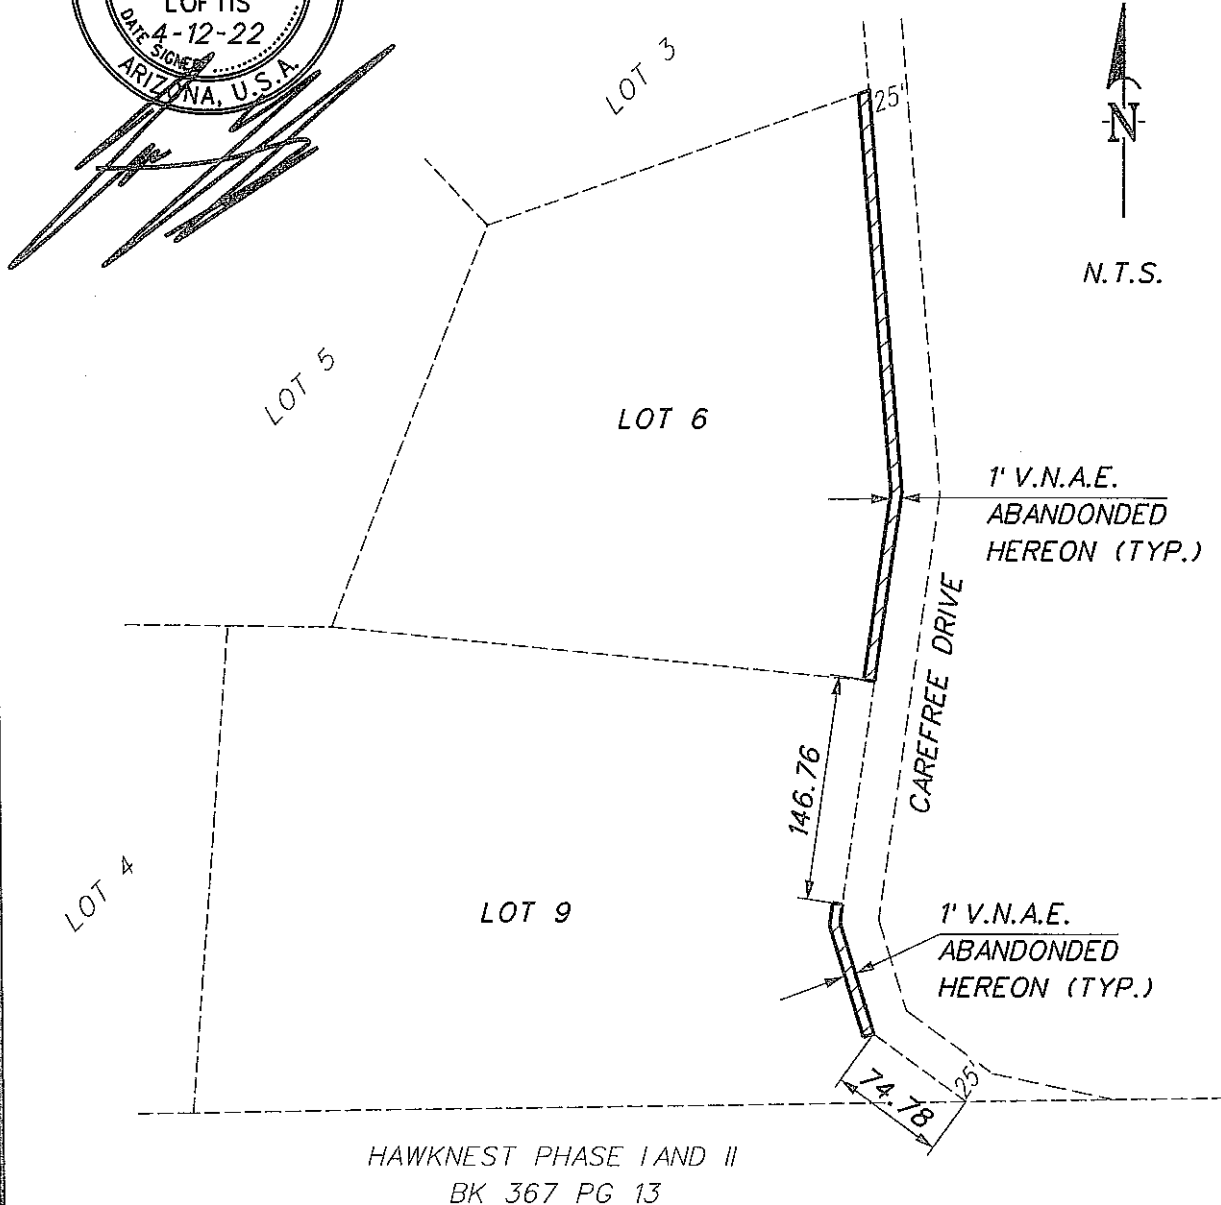 LOFTIS
DATE SIGNED
4-12-22
ARIZONA, U.S.A.
LOT 3
25'
N
N.T.S.
LOT 5
LOT 6
1' V.N.A.E.
ABANDONDED
HEREON (TYP.)
CAREFREE DRIVE
146.76
LOT 4
LOT 9
1' V.N.A.E.
ABANDONDED
HEREON (TYP.)
74.78
25'
HAWKNEST PHASE I AND II
BK 367 PG 13